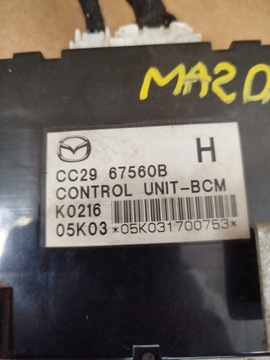 MAZD
H
CC29 67560B
CONTROL UNIT-BCM
K0216
05K03 *05K031700753*